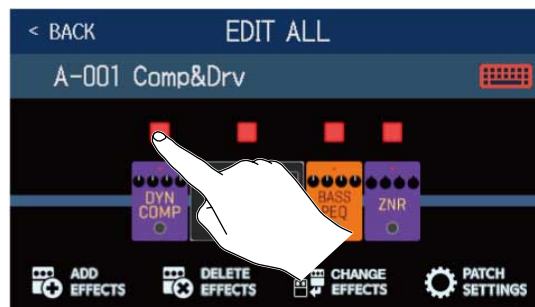 < BACK
EDIT ALL
A-001 Comp&Drv
DYN
COMP
BASS
PEQ
ZNR
ADD
EFFECTS
DELETE
EFFECTS
CHANGE
EFFECTS
PATCH
SETTINGS